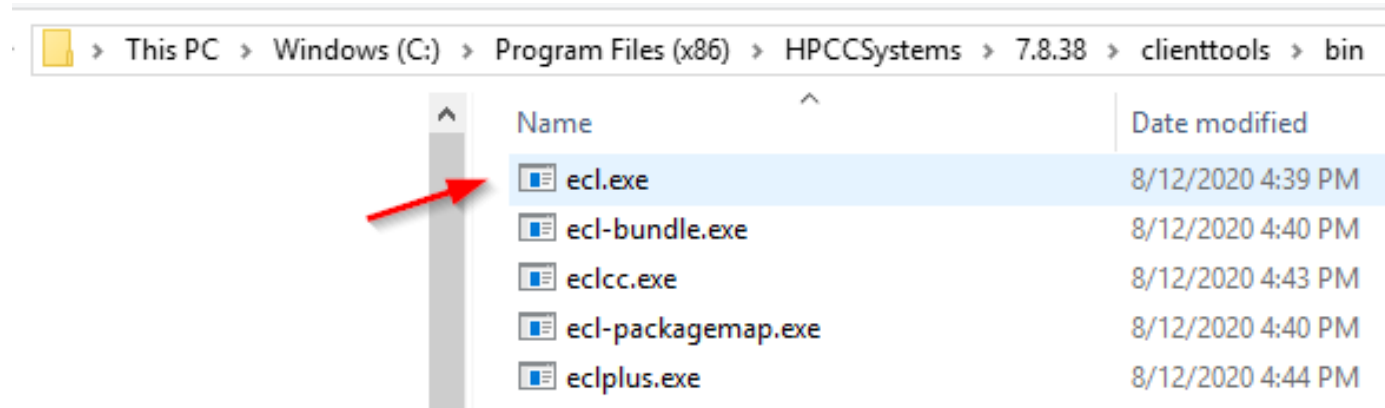 This PC > Windows (C:) > Program Files (x86) > HPCCSystems > 7.8.38 > clienttools > bin
Name Date modified
ecl.exe 8/12/2020 4:39 PM
ecl-bundle.exe 8/12/2020 4:40 PM
eclcc.exe 8/12/2020 4:43 PM
ecl-packagemap.exe 8/12/2020 4:40 PM
eclplus.exe 8/12/2020 4:44 PM